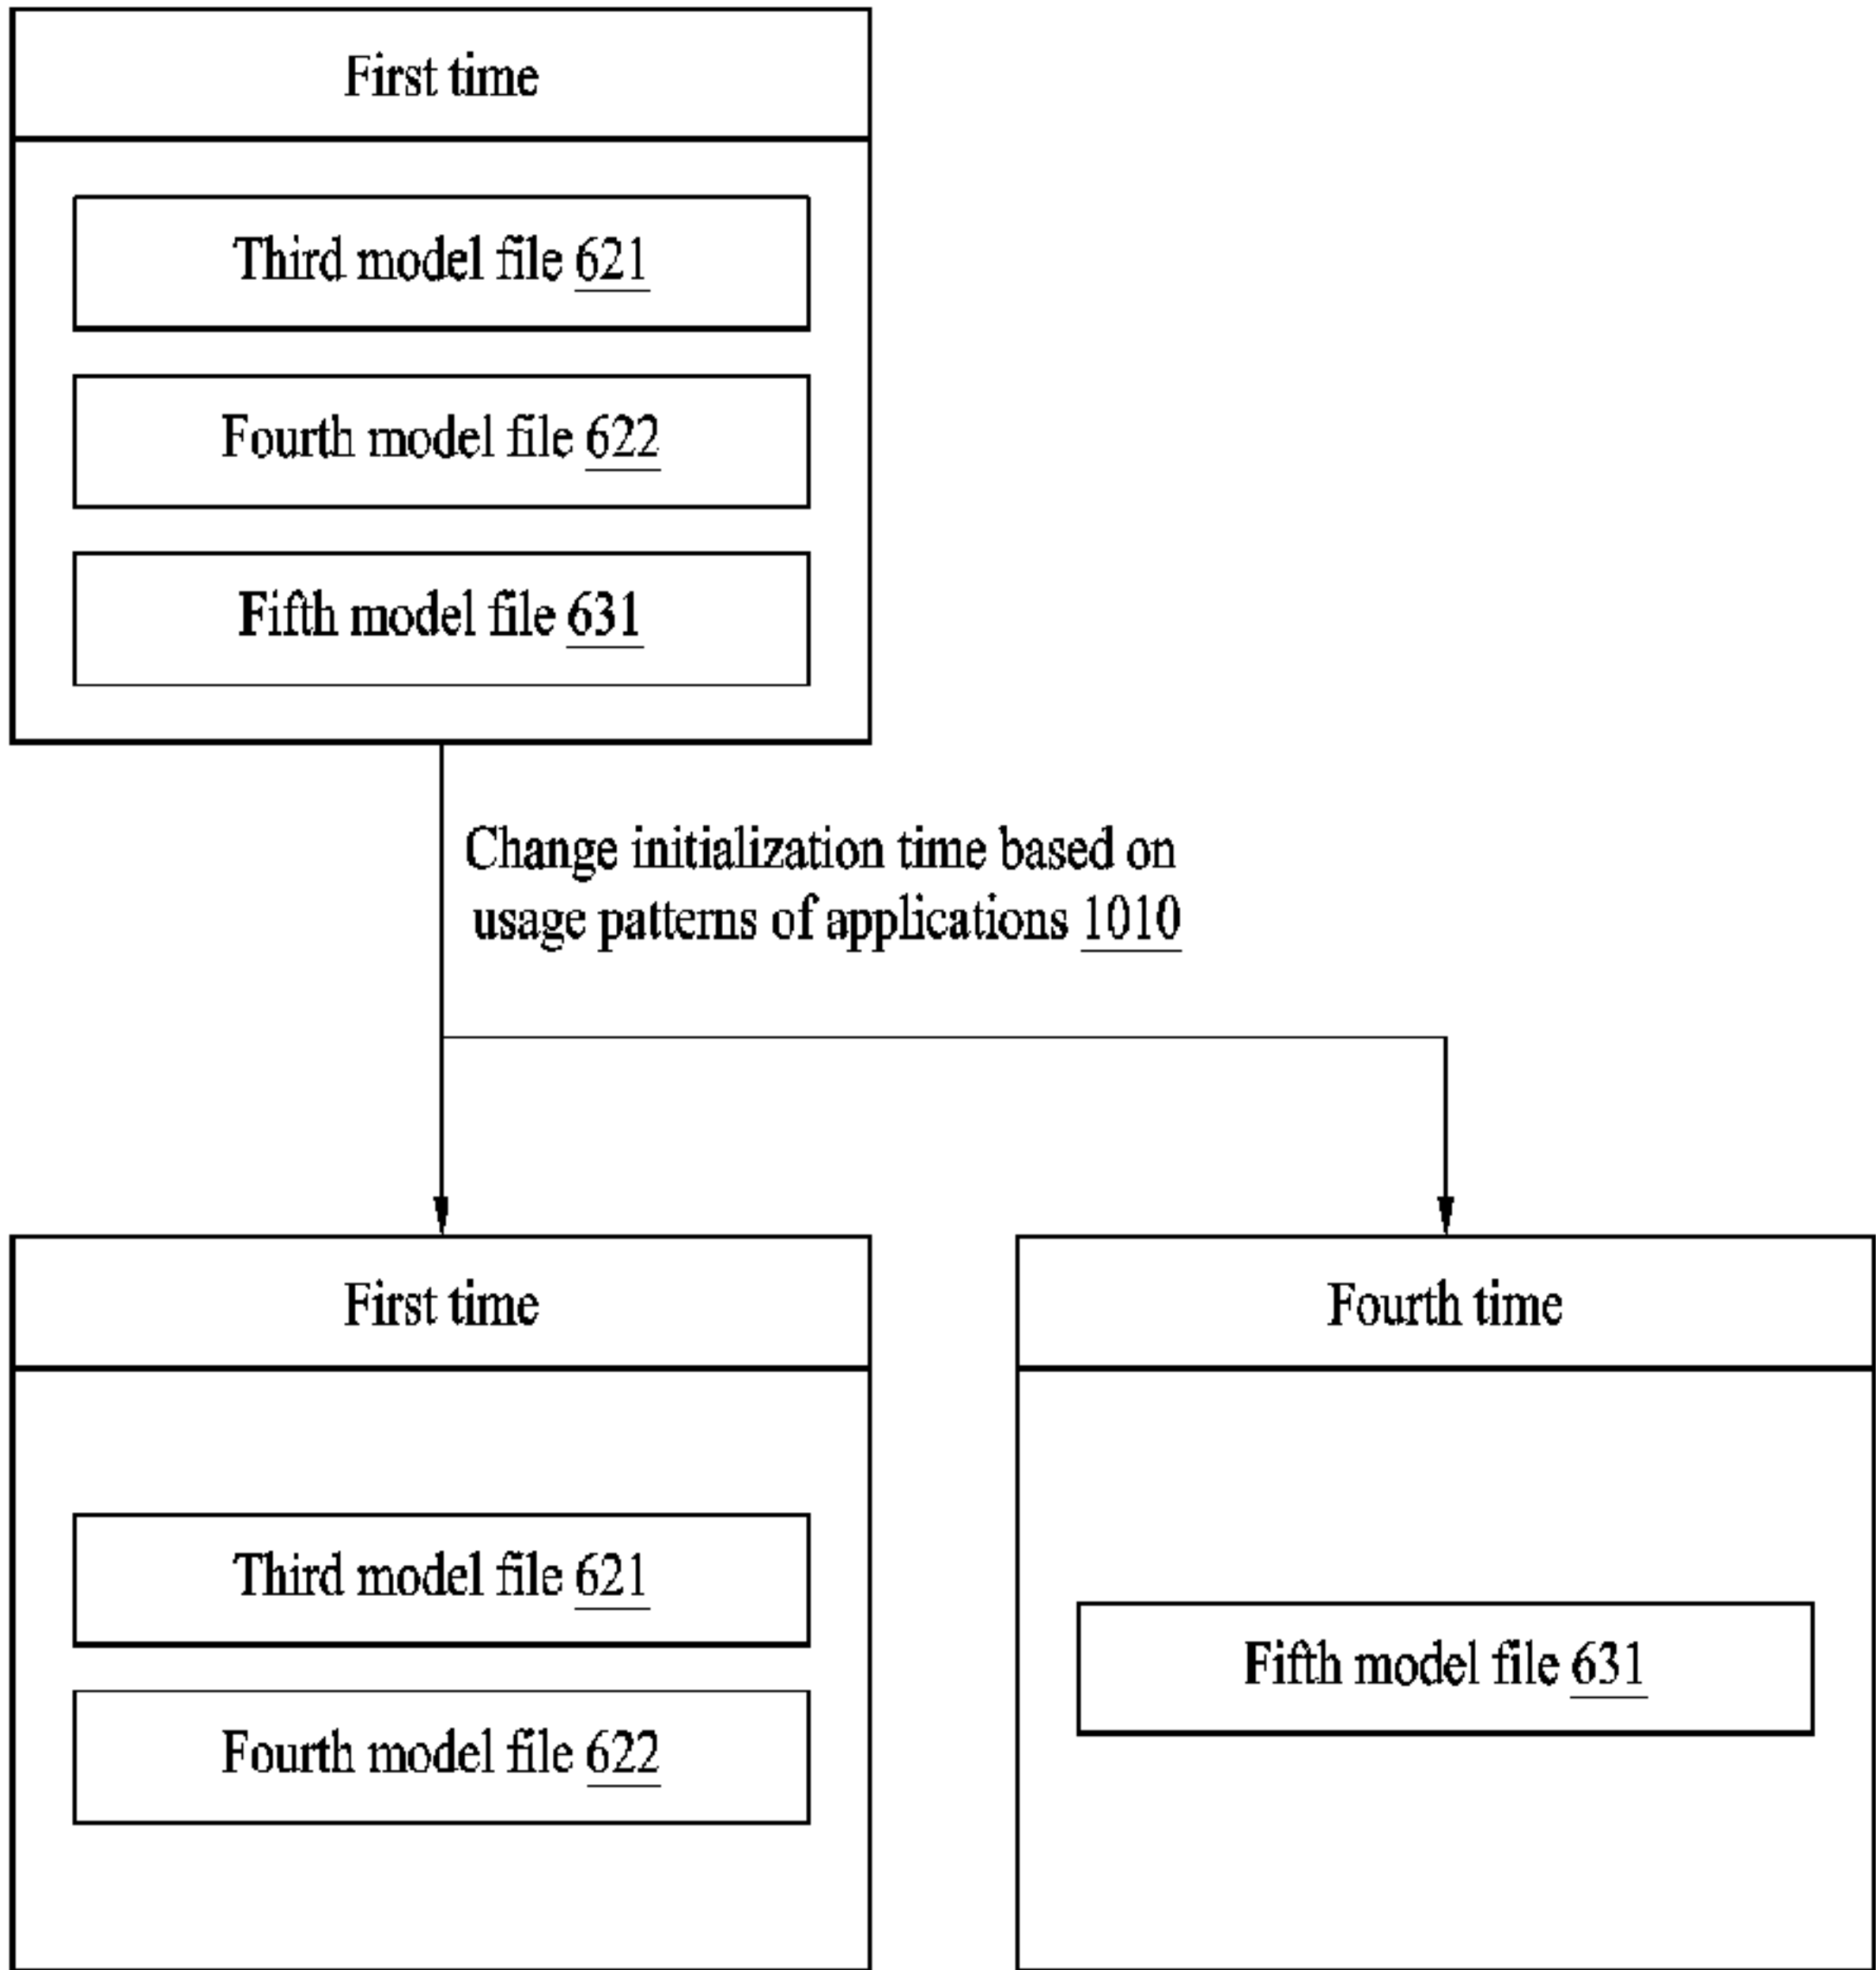 First time
Third model file 621
Fourth model file 622
Fifth model file 631
Change initialization time based on
usage patterns of applications 1010
First time
Third model file 621
Fourth model file 622
Fourth time
Fifth model file 631